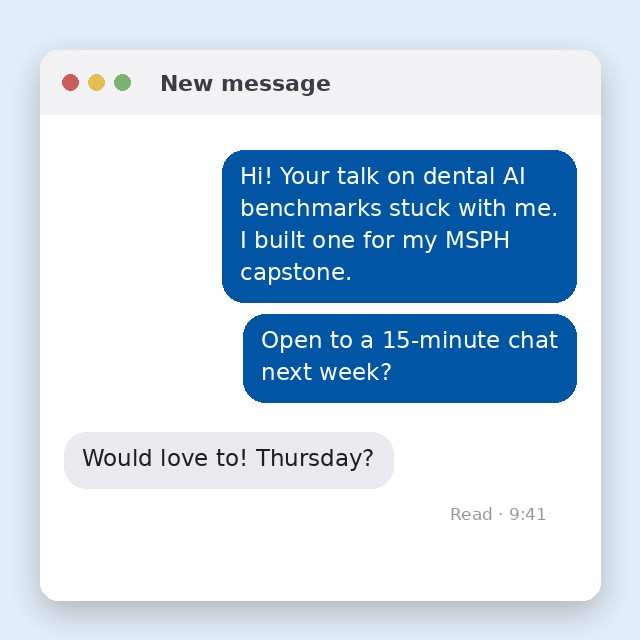 New message
Hi! Your talk on dental AI
benchmarks stuck with me.
I built one for my MSPH
capstone.
Open to a 15-minute chat
next week?
Would love to! Thursday?
Read · 9:41